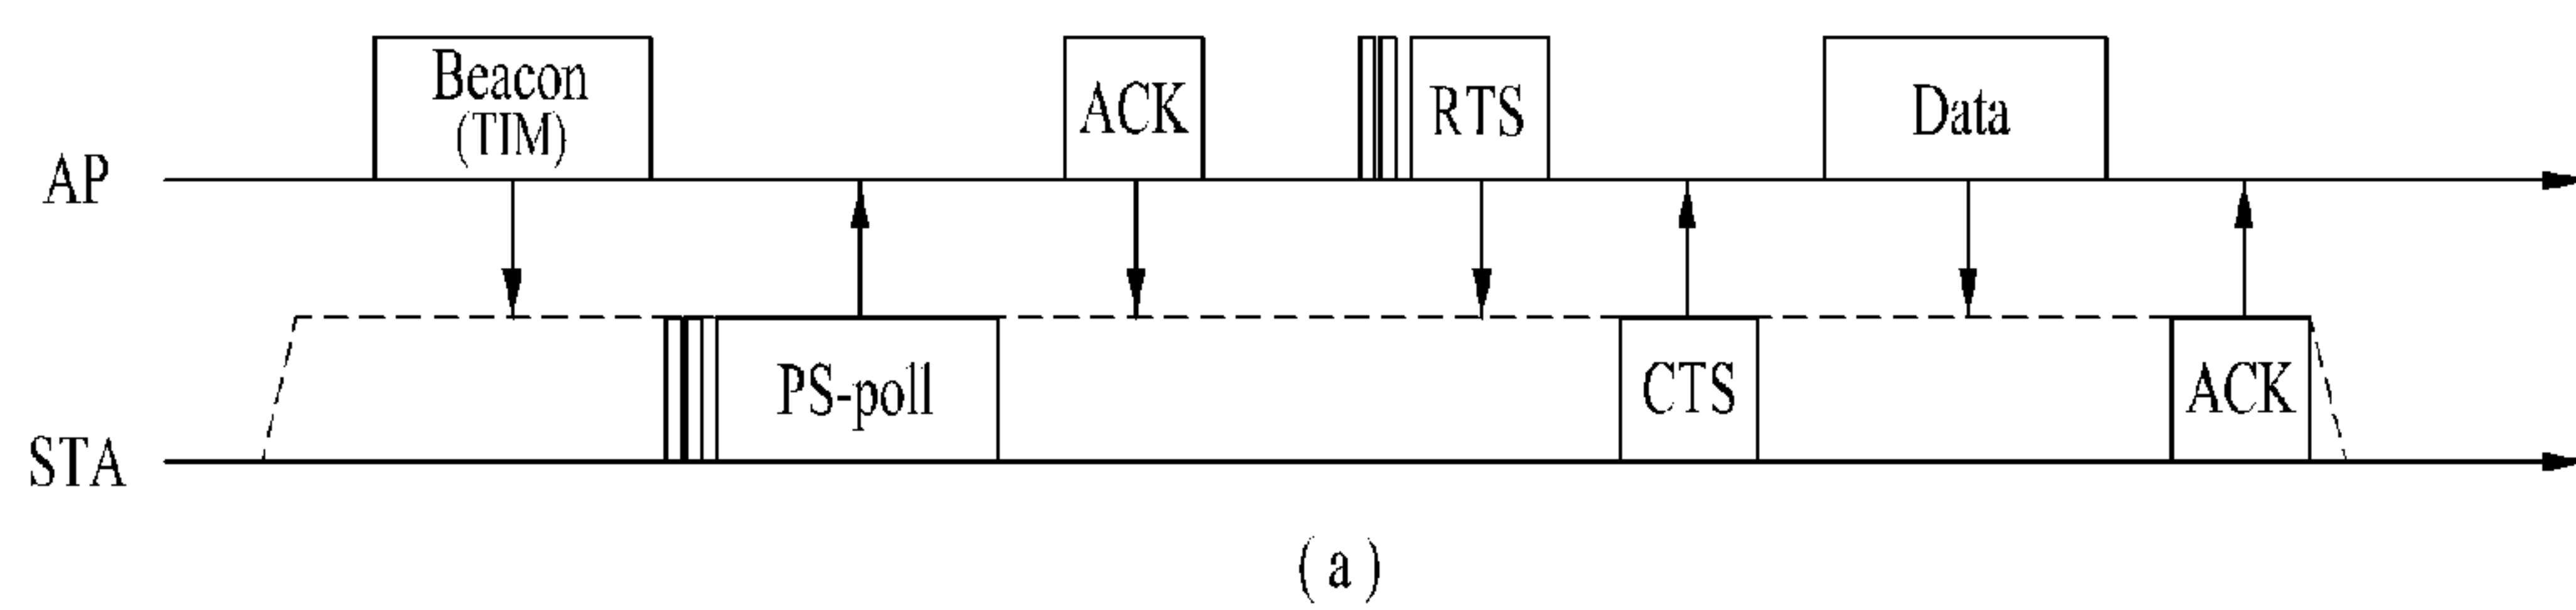 Beacon
(TIM)
ACK
RTS
Data
AP
PS-poll
CTS
ACK
STA
( a )